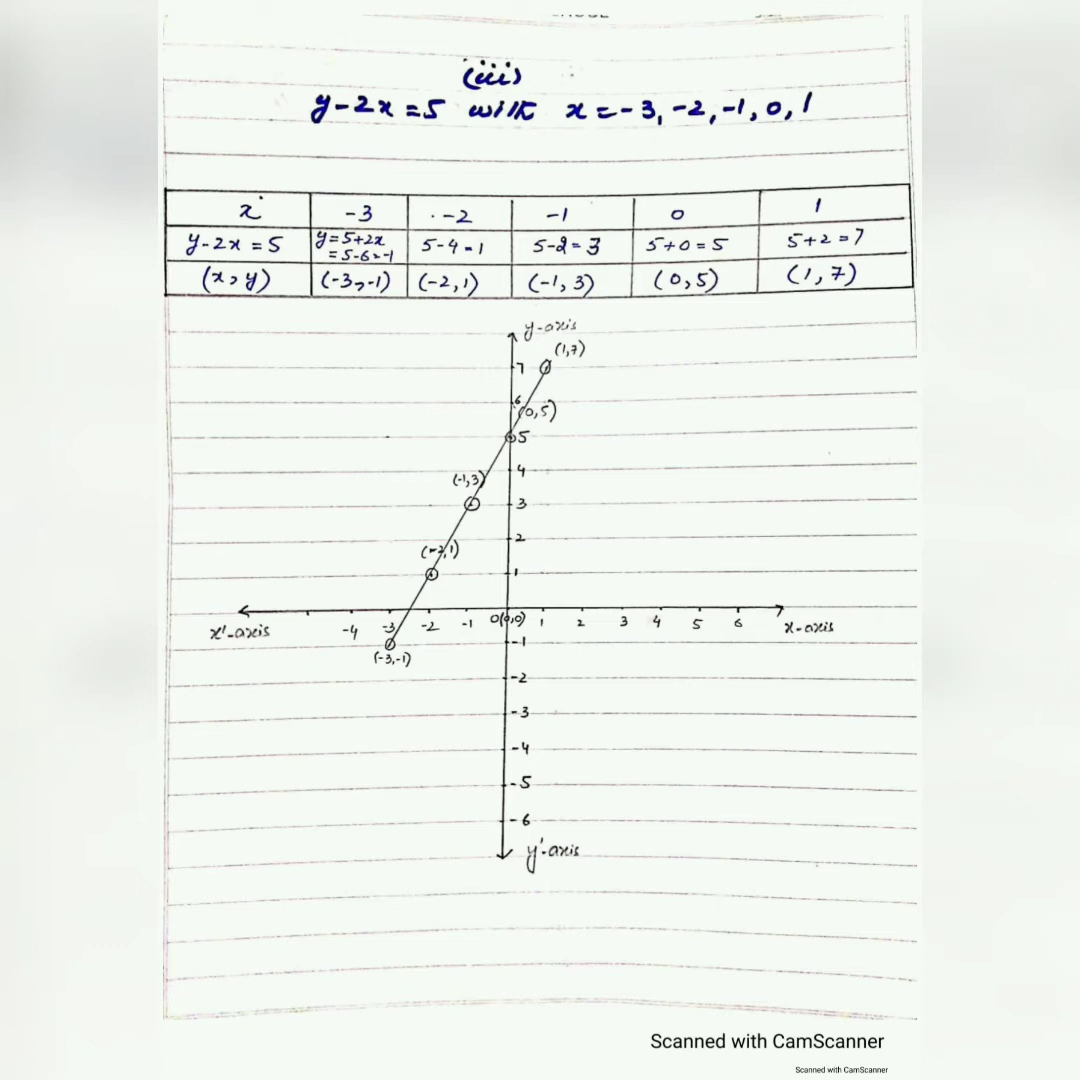 (iii)
y-2x=5 with x=-3,-2,-1,0,1
x -3 -2 -1 0 1
y-2x=5 y=5+2x =5-6=-1 5-4=1 5-2=3 5+0=5 5+2=7
(x,y) (-3,-1) (-2,1) (-1,3) (0,5) (1,7)
y-axis
(1,7)
7
6
(0,5)
5
4
(-1,3)
3
2
(-2,1)
1
x'-axis -4 -3 -2 -1 0(0,0) 1 2 3 4 5 6 x-axis
-1
(-3,-1)
-2
-3
-4
-5
-6
y'-axis
Scanned with CamScanner
Scanned with CamScanner